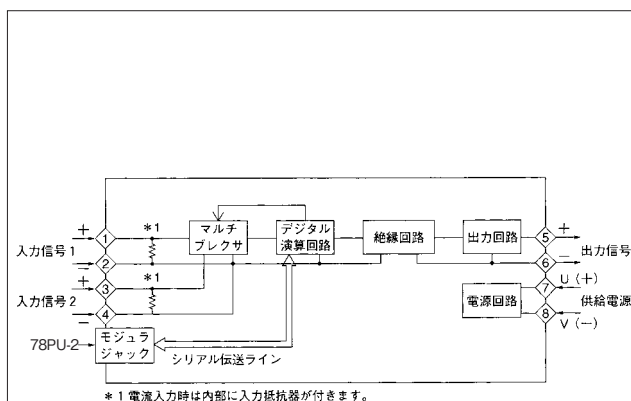 入力信号 1
+
①
②
−
+
③
④
−
入力信号 2
*1
*1
マルチ
プレクサ
デジタル
演算回路
絶縁回路
出力回路
⑤ +
⑥ −
出力信号
電源回路
⑦ U (+)
⑧ V (−)
供給電源
78PU-2
モジュラ
ジャック
シリアル伝送ライン
*1 電流入力時は内部に入力抵抗器が付きます。